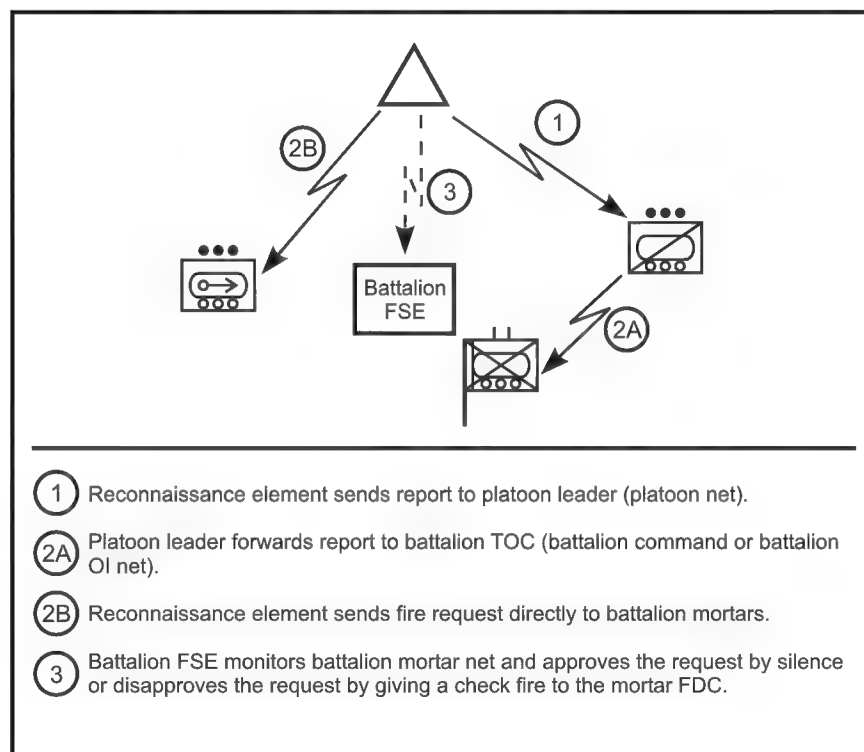 1
2B
3
Battalion
FSE
2A
1 Reconnaissance element sends report to platoon leader (platoon net).
2A Platoon leader forwards report to battalion TOC (battalion command or battalion
OI net).
2B Reconnaissance element sends fire request directly to battalion mortars.
3 Battalion FSE monitors battalion mortar net and approves the request by silence
or disapproves the request by giving a check fire to the mortar FDC.